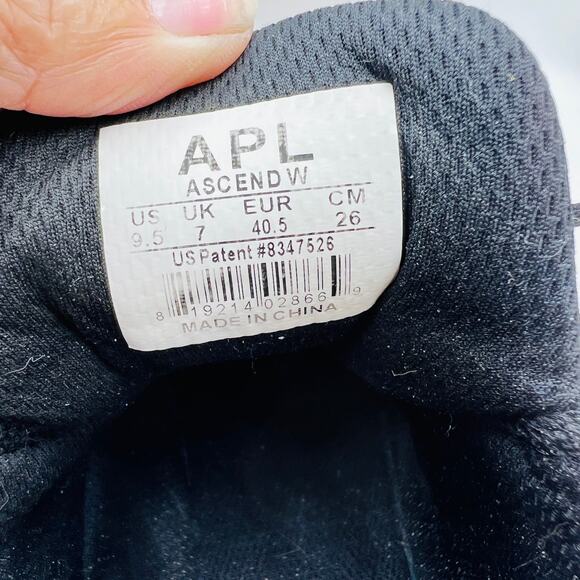 APL
ASCEND W
US UK EUR CM
9.5 7 40.5 26
US Patent #8347526
8 19214 02866 9
MADE IN CHINA